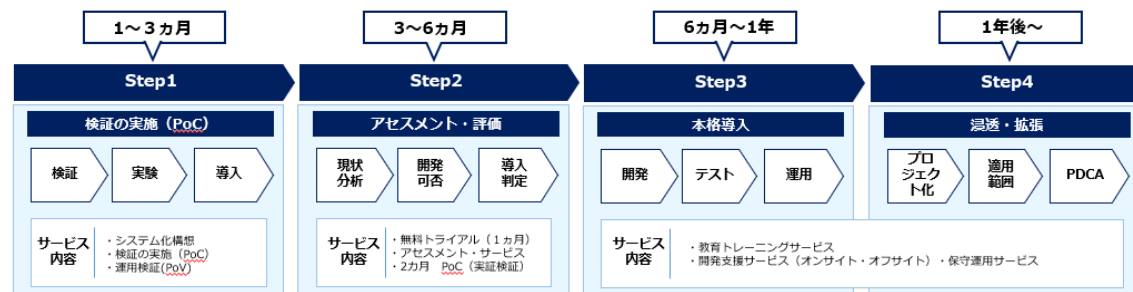 1～3ヵ月
3～6カ月
6カ月～1年
1年後～
Step1
Step2
Step3
Step4
検証の実施（PoC）
アセスメント・評価
本格導入
浸透・拡張
検証
実験
導入
現状
分析
開発
可否
導入
判定
開発
テスト
運用
プロ
ジェク
ト化
適用
範囲
PDCA
サービス
内容
・システム化構想
・検証の実施（PoC）
・運用検証(PoV)
サービス
内容
・無料トライアル（１ヵ月）
・アセスメント・サービス
・2カ月　PoC（実証検証）
サービス
内容
・教育トレーニングサービス
・開発支援サービス（オンサイト・オフサイト）・保守運用サービス